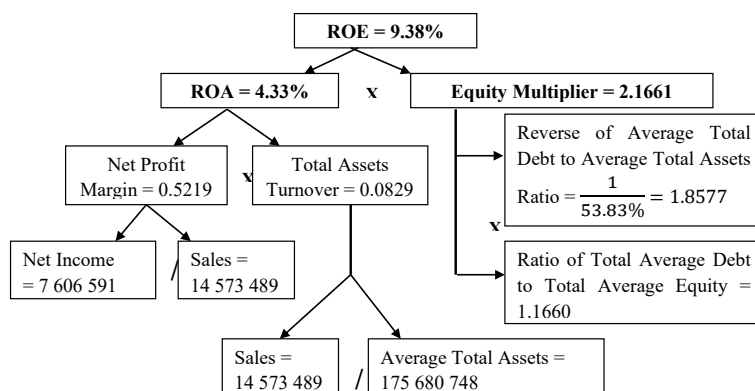 ROE = 9.38%
ROA = 4.33%
x
Equity Multiplier = 2.1661
Net Profit
Margin = 0.5219
x
Total Assets
Turnover = 0.0829
Reverse of Average Total
Debt to Average Total Assets
Ratio = 1/53.83% = 1.8577
x
Net Income
= 7 606 591
/
Sales =
14 573 489
Ratio of Total Average Debt
to Total Average Equity =
1.1660
Sales =
14 573 489
/
Average Total Assets =
175 680 748